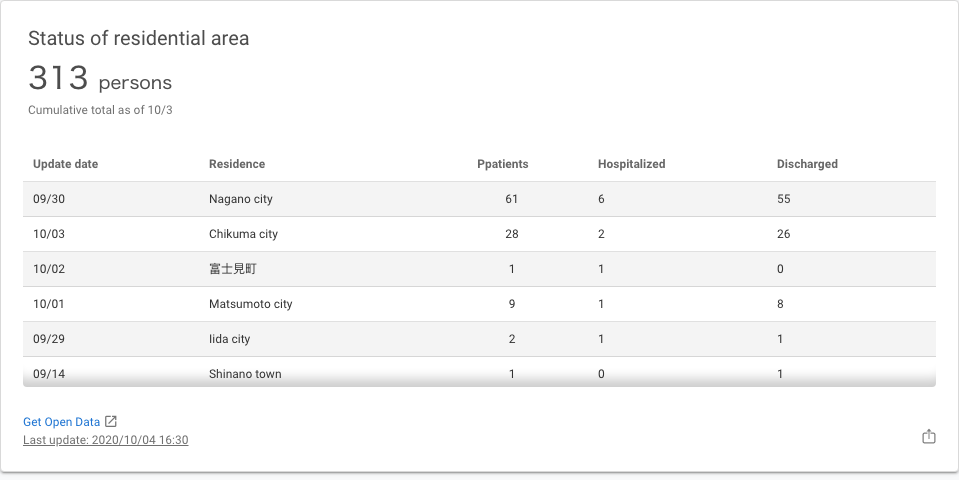 Status of residential area
313 persons
Cumulative total as of 10/3
Update date Residence Ppatients Hospitalized Discharged
09/30 Nagano city 61 6 55
10/03 Chikuma city 28 2 26
10/02 富士見町 1 1 0
10/01 Matsumoto city 9 1 8
09/29 Iida city 2 1 1
09/14 Shinano town 1 0 1
Get Open Data
Last update: 2020/10/04 16:30